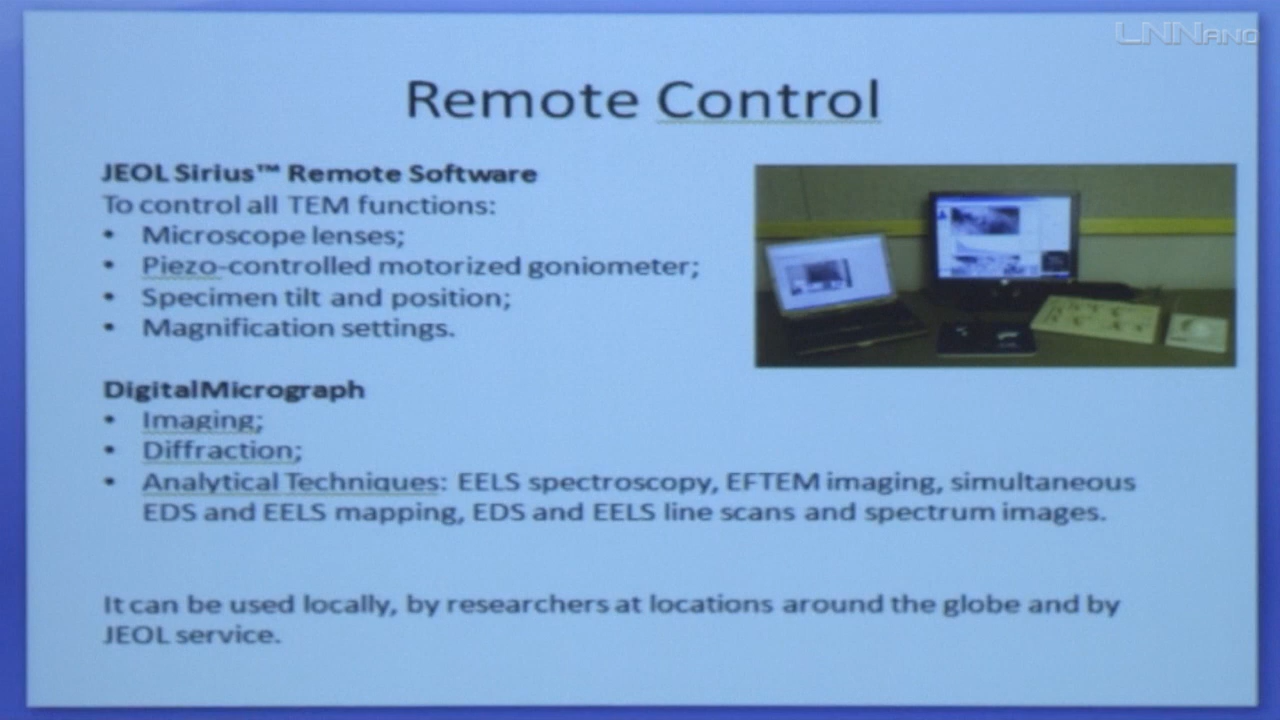 LNNANO
Remote Control
JEOL Sirius™ Remote Software
To control all TEM functions:
• Microscope lenses;
• Piezo-controlled motorized goniometer;
• Specimen tilt and position;
• Magnification settings.
DigitalMicrograph
• Imaging;
• Diffraction;
• Analytical Techniques: EELS spectroscopy, EFTEM imaging, simultaneous
EDS and EELS mapping, EDS and EELS line scans and spectrum images.
It can be used locally, by researchers at locations around the globe and by
JEOL service.